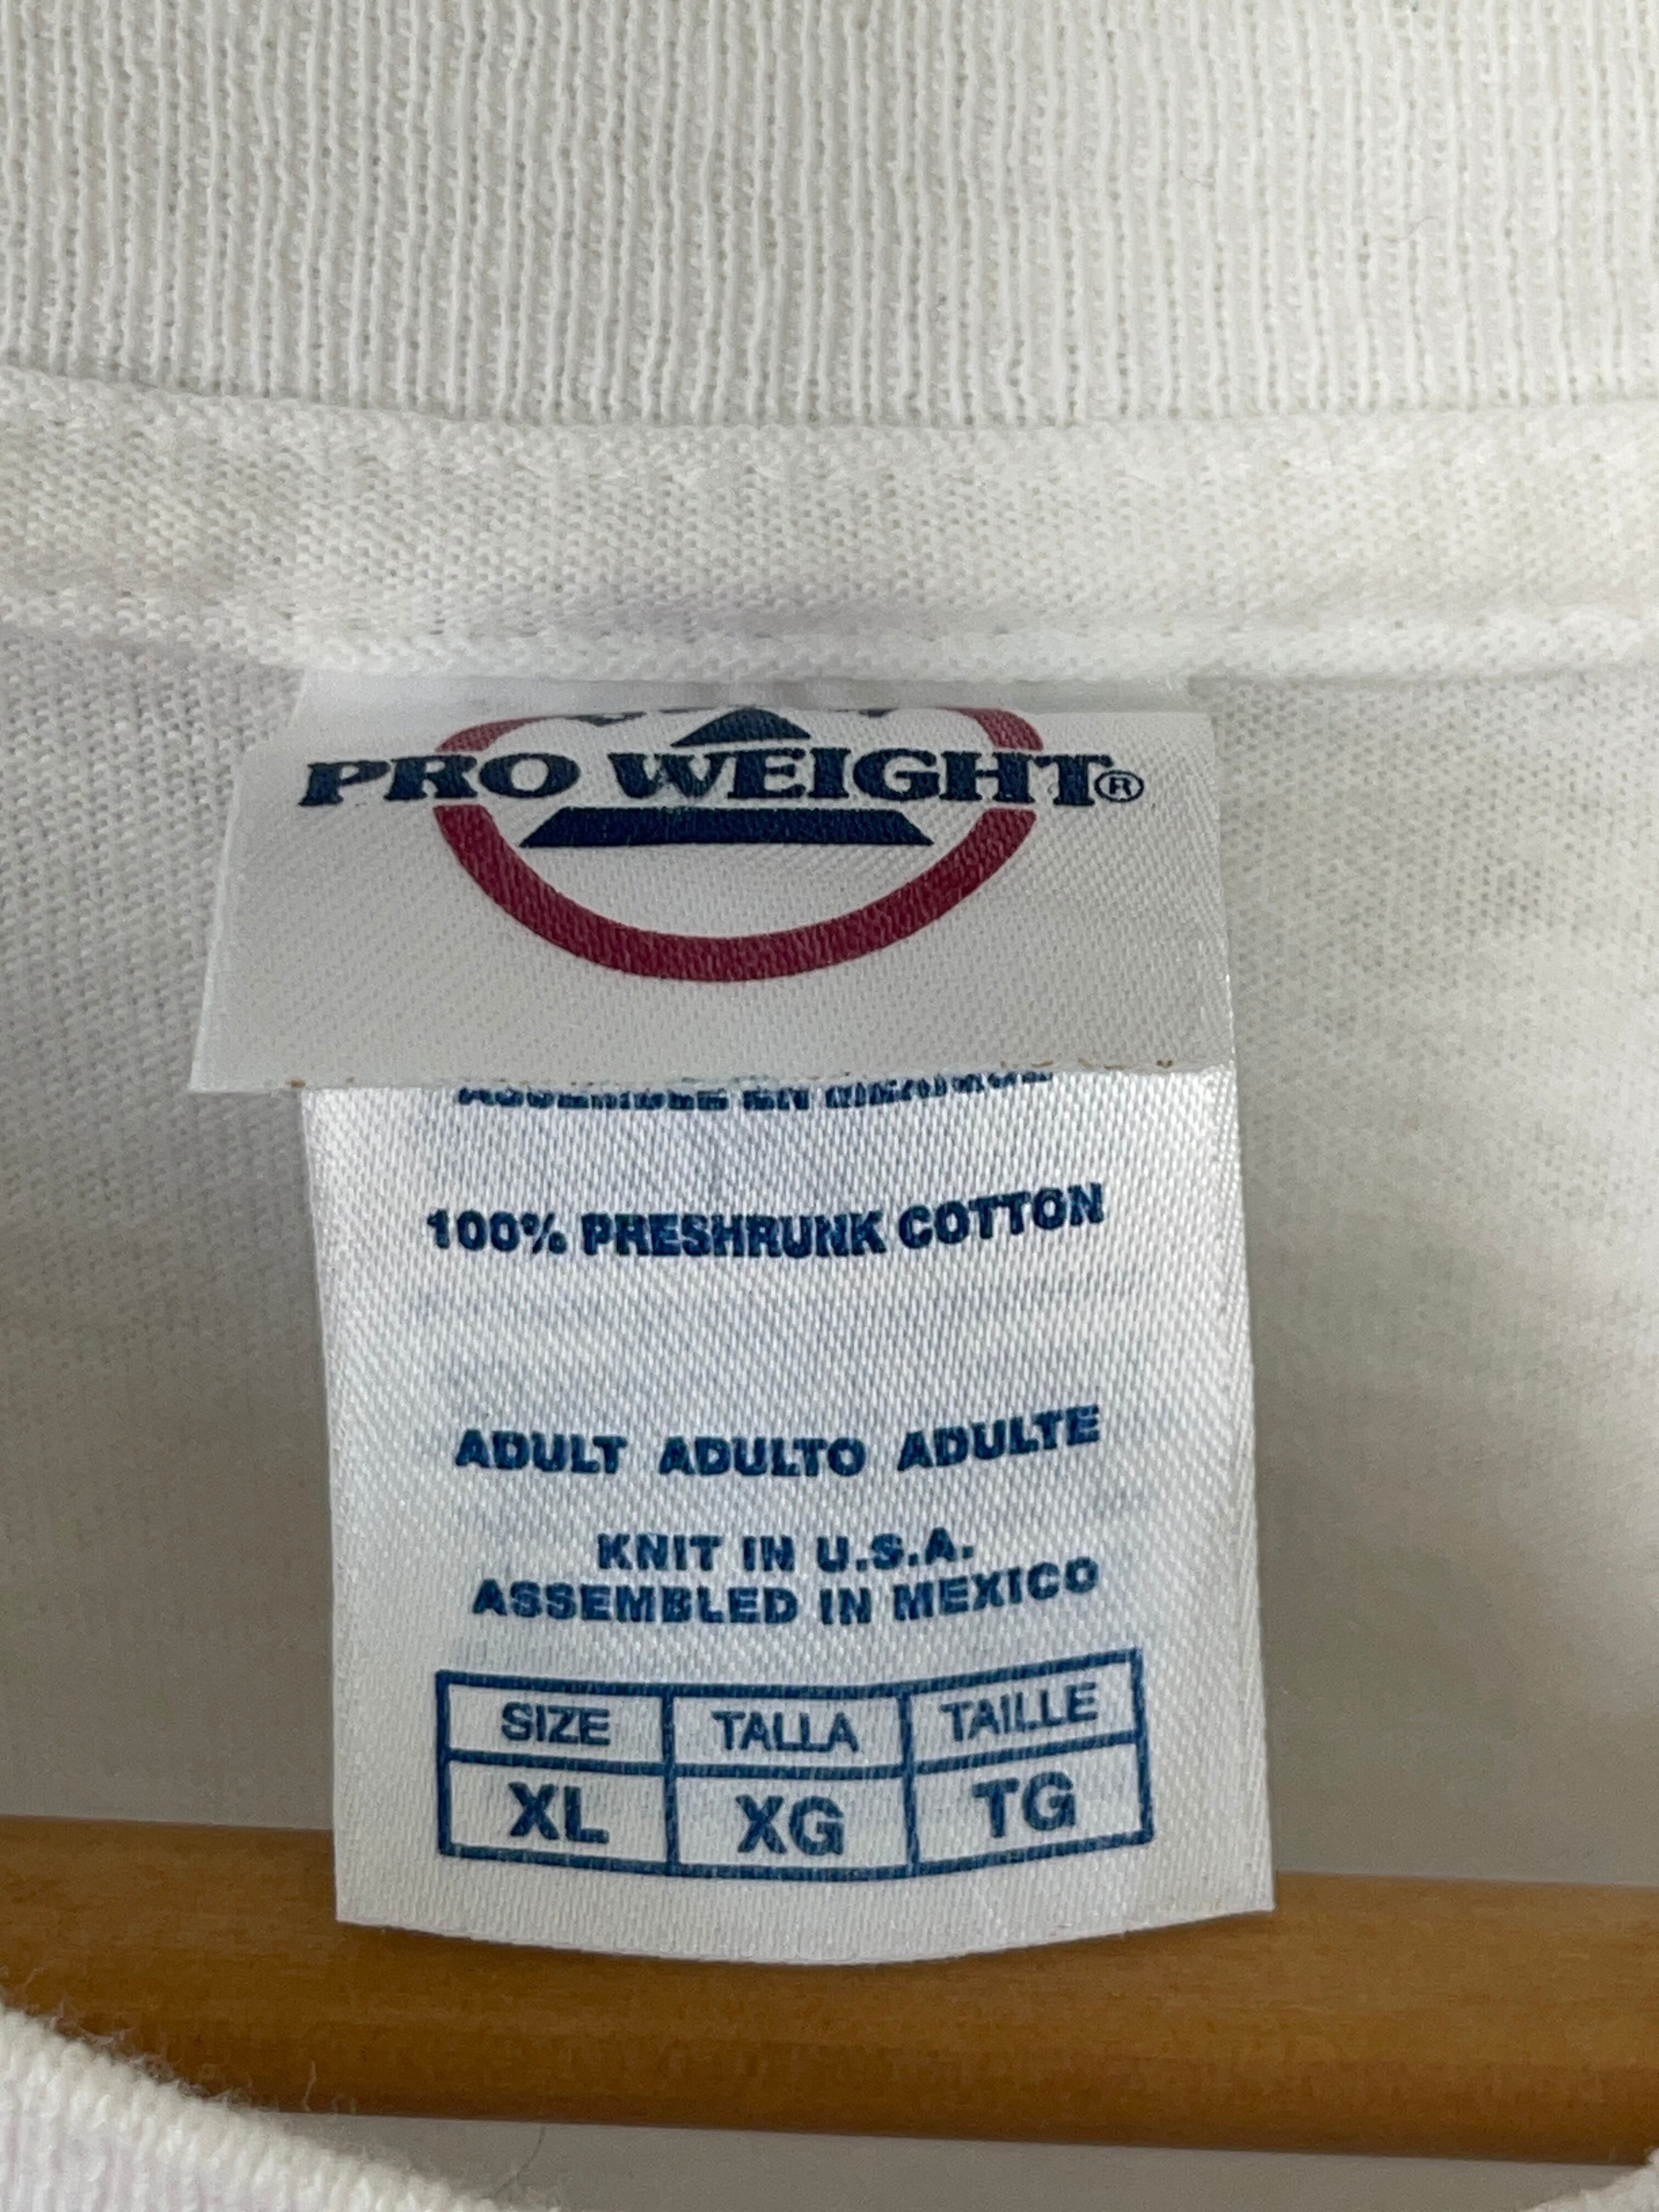 PRO WEIGHT®
100% PRESHRUNK COTTON
ADULT ADULTO ADULTE
KNIT IN U.S.A.
ASSEMBLED IN MEXICO
SIZE TALLA TAILLE
XL XG TG